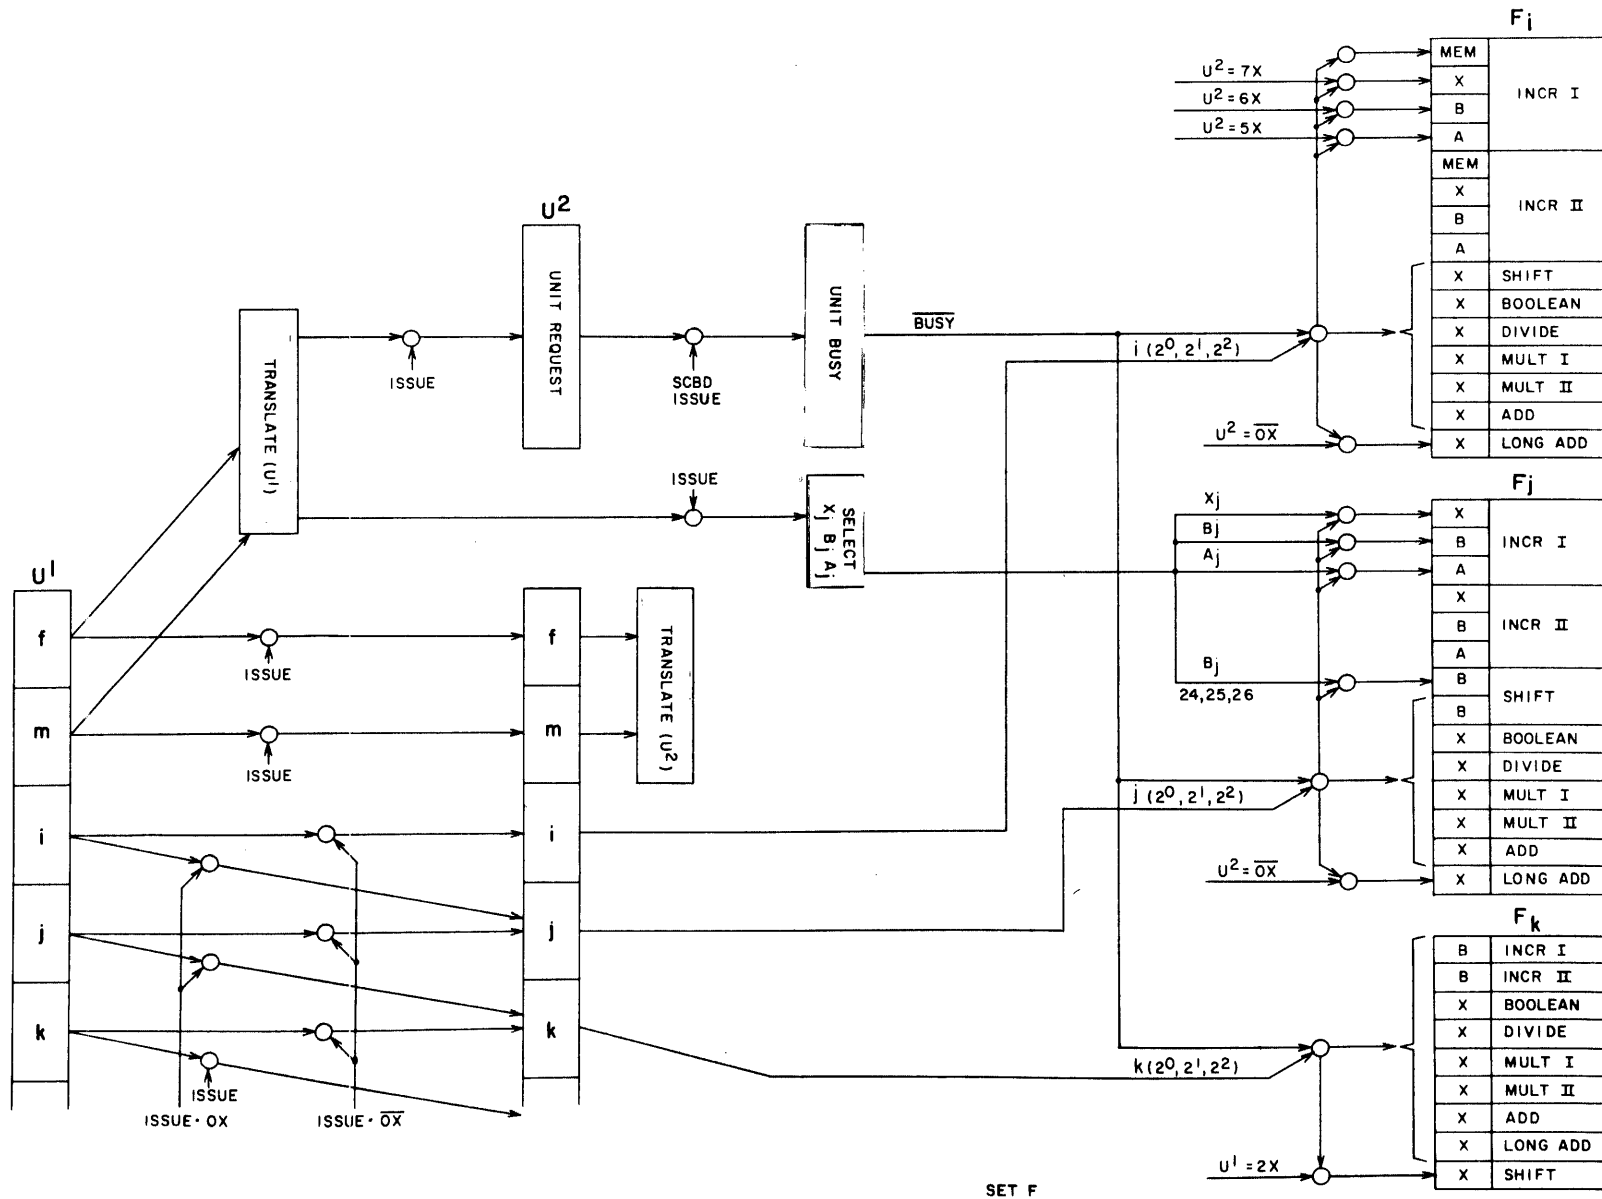 Fi
MEM
X
B
A
INCR I
U²=7X
U²=6X
U²=5X
MEM
X
B
A
INCR II
X SHIFT
X BOOLEAN
X DIVIDE
X MULT I
X MULT II
X ADD
X LONG ADD
U²
UNIT REQUEST
UNIT BUSY
B̅U̅S̅Y̅
i (2⁰, 2¹, 2²)
U²=O̅X̅
TRANSLATE (U¹)
ISSUE
SCBD
ISSUE
ISSUE
SELECT
Xj Bj Aj
Fj
Xj
Bj
Aj
X
B
A
INCR I
X
B
A
INCR II
Bj
24,25,26
B
B
SHIFT
X BOOLEAN
X DIVIDE
X MULT I
X MULT II
X ADD
X LONG ADD
j (2⁰, 2¹, 2²)
U²=O̅X̅
U¹
f
m
i
j
k
ISSUE
ISSUE
f
m
i
j
k
TRANSLATE (U²)
ISSUE
ISSUE · OX
ISSUE · O̅X̅
Fk
B INCR I
B INCR II
X BOOLEAN
X DIVIDE
X MULT I
X MULT II
X ADD
X LONG ADD
X SHIFT
k (2⁰, 2¹, 2²)
U¹=2X
SET F